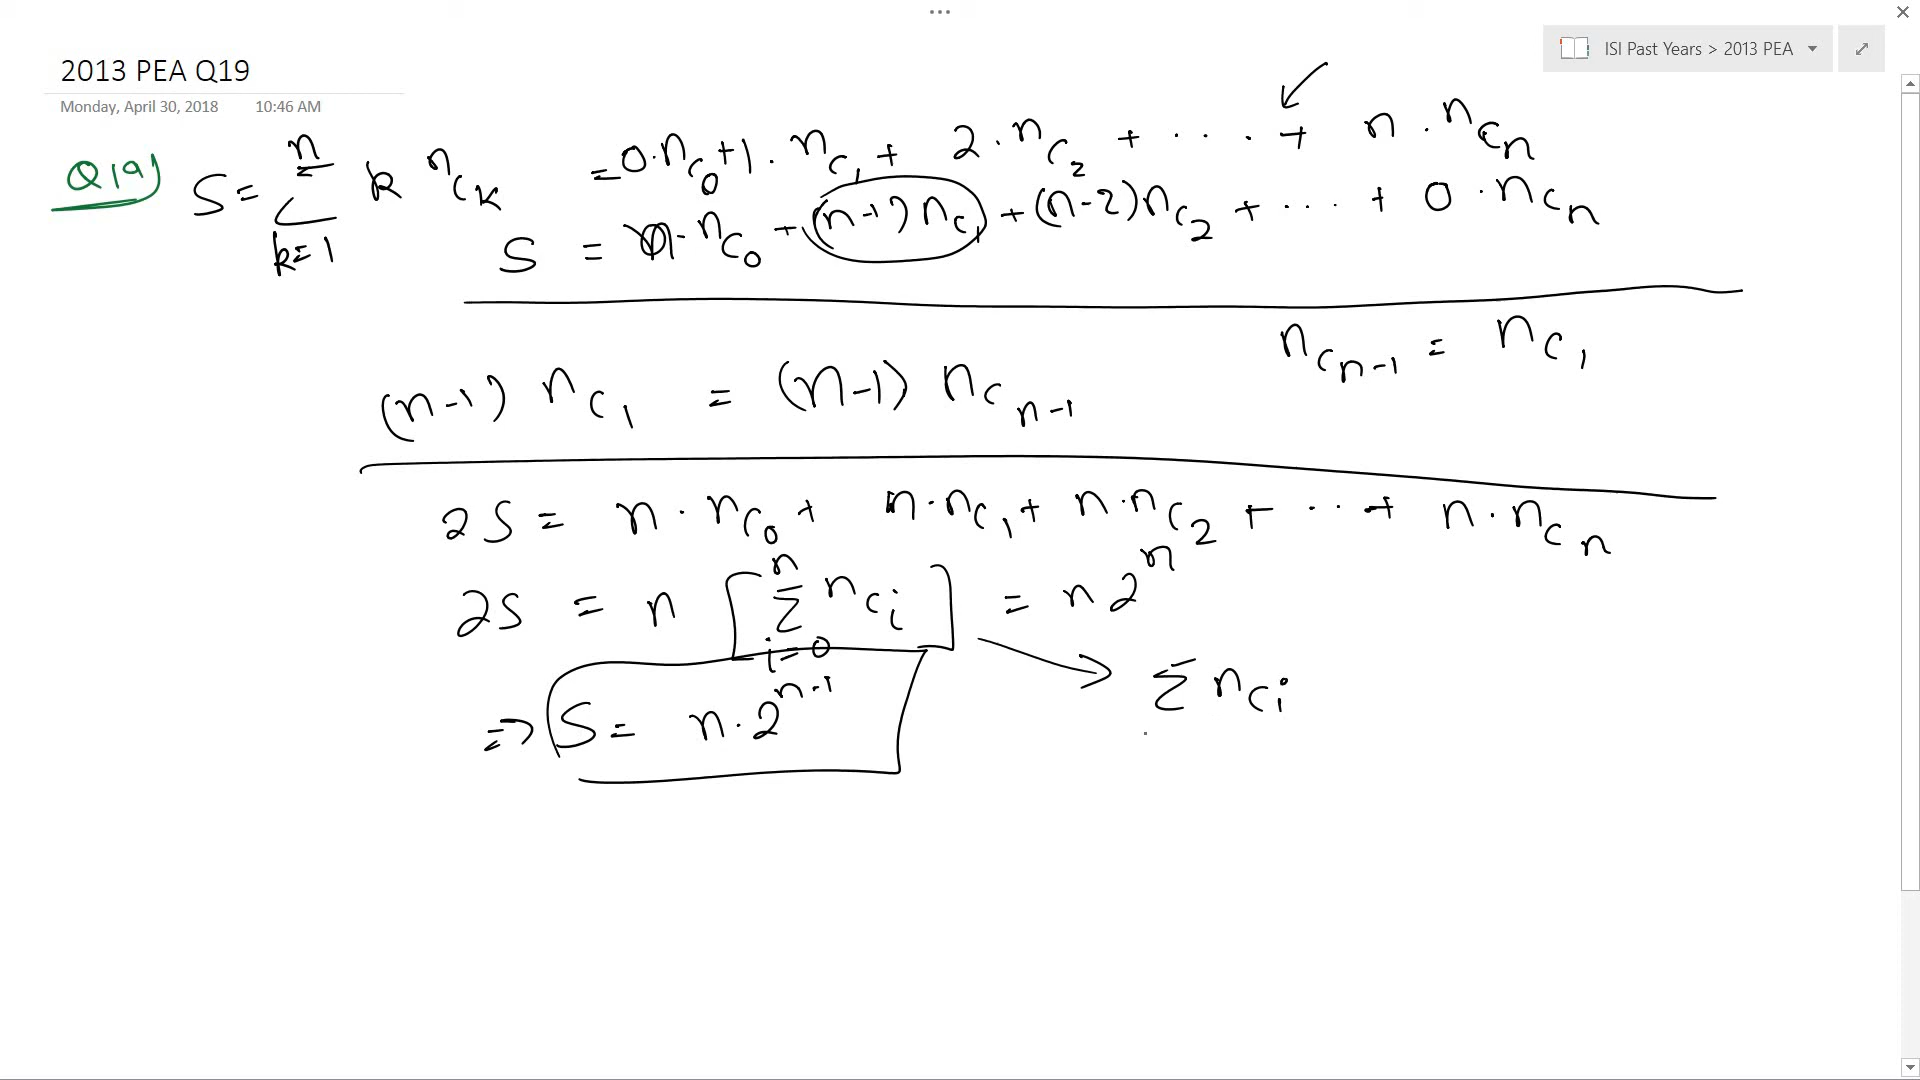 ISI Past Years > 2013 PEA
2013 PEA Q19
Monday, April 30, 2018 10:46 AM
Q19) S = Σ_{k=1}^{n} k ⁿC_k = 0·ⁿC_0 + 1·ⁿC_1 + 2·ⁿC_2 + ···· + n·ⁿC_n
S = n·ⁿC_0 + (n-1) ⁿC_1 + (n-2) ⁿC_2 + ··· + 0·ⁿC_n
ⁿC_{n-1} = ⁿC_1
(n-1) ⁿC_1 = (n-1) ⁿC_{n-1}
2S = n·ⁿC_0 + n·ⁿC_1 + n·ⁿC_2 + ··· + n·ⁿC_n
2S = n [Σ_{i=0}^{n} ⁿC_i] = n 2^n
→ Σ ⁿC_i
⇒ S = n·2^{n-1}